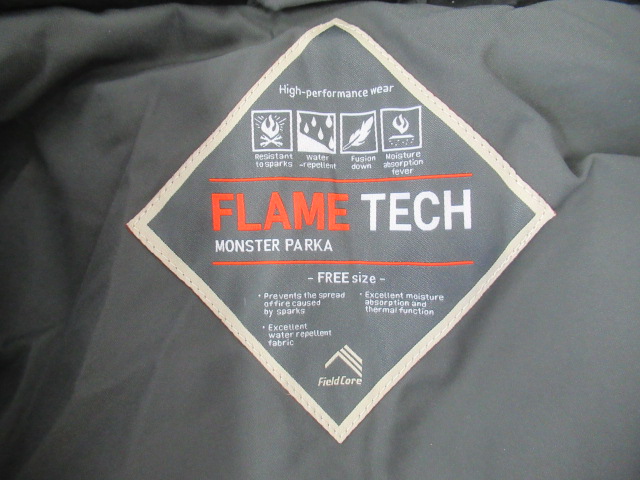 High-performance wear
Resistant to sparks
Water -repellent
Fusion down
Moisture absorption fever
FLAME TECH
MONSTER PARKA
- FREE size -
・Prevents the spread
of fire caused
by sparks
・Excellent
water repellent
fabric
・Excellent moisture
absorption and
thermal function
FieldCore